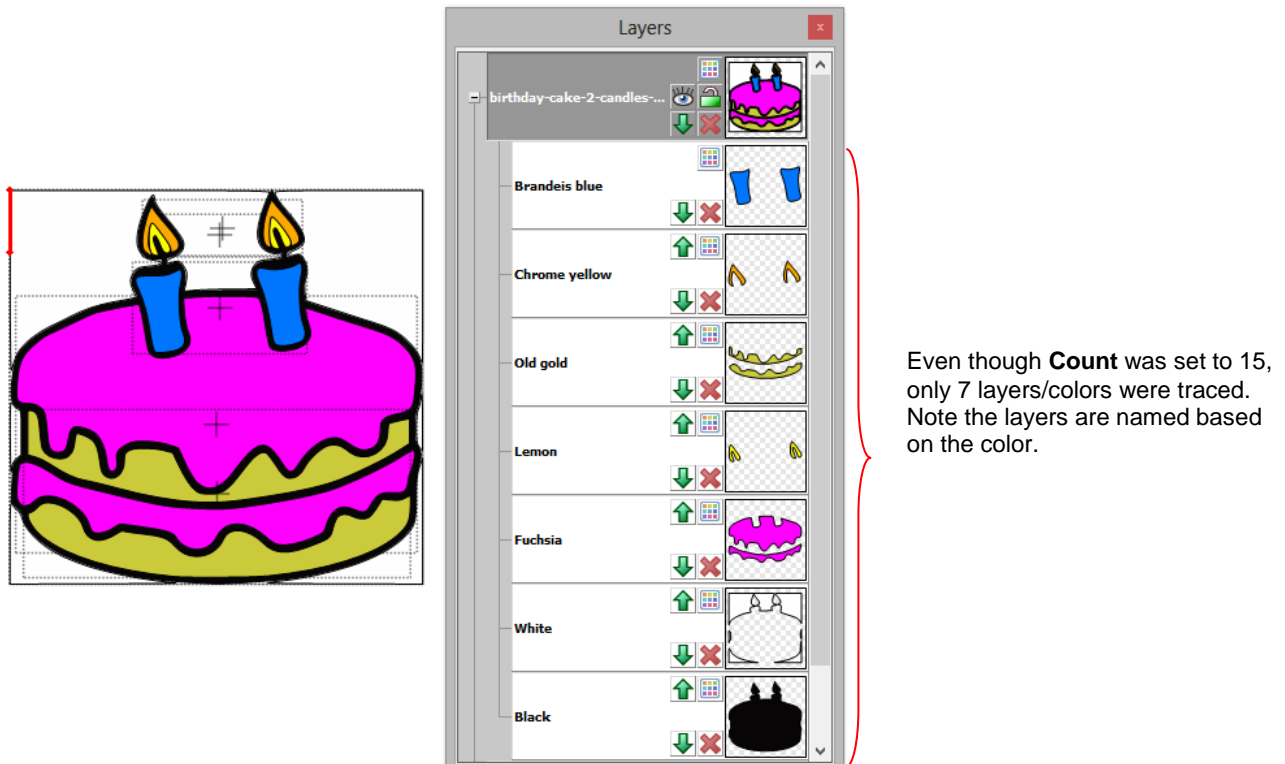 Layers
x
birthday-cake-2-candles-...
Brandeis blue
Chrome yellow
Old gold
Lemon
Fuchsia
White
Black
Even though Count was set to 15,
only 7 layers/colors were traced.
Note the layers are named based
on the color.